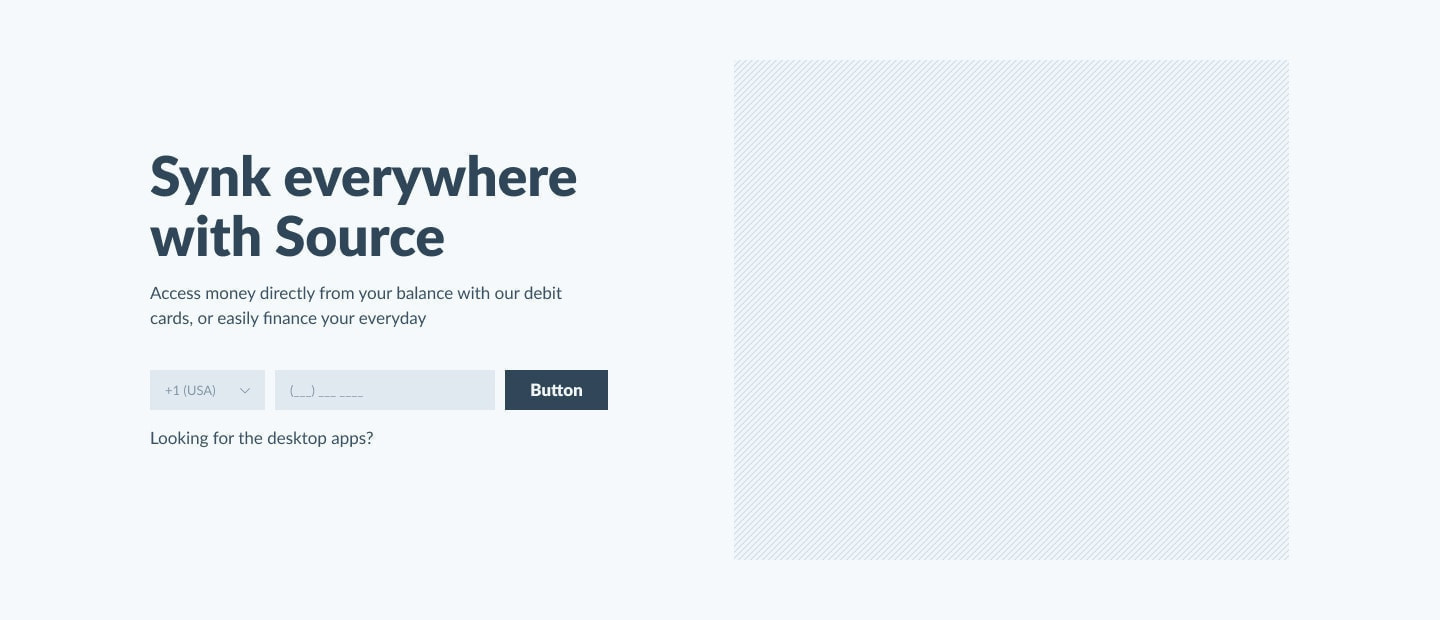 Synk everywhere
with Source
Access money directly from your balance with our debit
cards, or easily finance your everyday
+1 (USA)
(___) ___ ____
Button
Looking for the desktop apps?